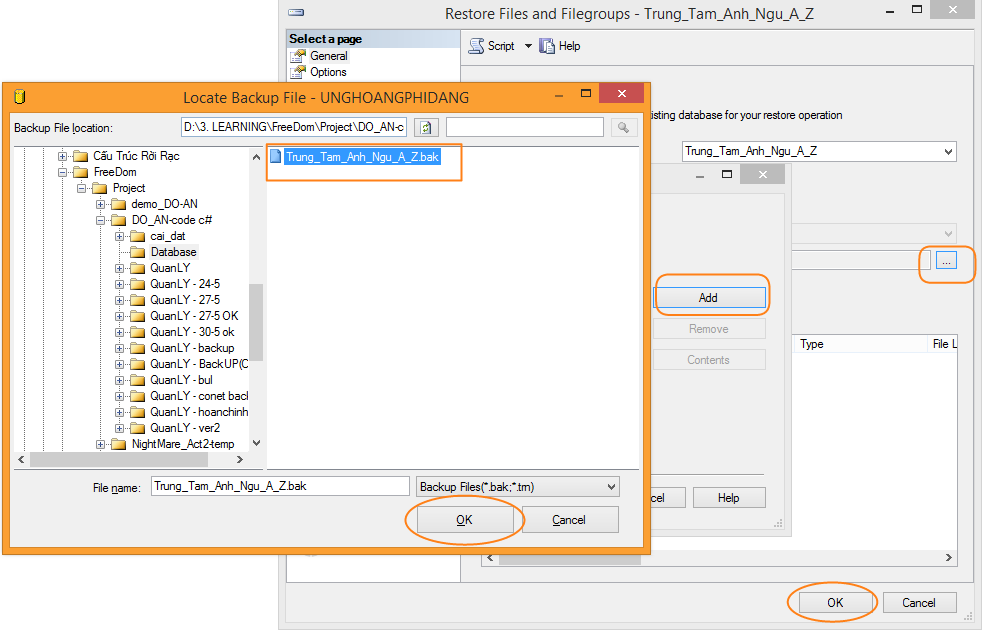 Restore Files and Filegroups - Trung_Tam_Anh_Ngu_A_Z
Select a page
General
Options
Script
Help
isting database for your restore operation
Trung_Tam_Anh_Ngu_A_Z
...
Add
Remove
Contents
Type
File L
cel
Help
OK
Cancel
Locate Backup File - UNGHOANGPHIDANG
Backup File location:
D:\3. LEARNING\FreeDom\Project\DO_AN-c
Cấu Trúc Rời Rạc
FreeDom
Project
demo_DO-AN
DO_AN-code c#
cai_dat
Database
QuanLY
QuanLY - 24-5
QuanLY - 27-5
QuanLY - 27-5 OK
QuanLY - 30-5 ok
QuanLY - backup
QuanLY - BackUP(C
QuanLY - bul
QuanLY - conet back
QuanLY - hoanchinh
QuanLY - ver2
NightMare_Act2-temp
Trung_Tam_Anh_Ngu_A_Z.bak
File name:
Trung_Tam_Anh_Ngu_A_Z.bak
Backup Files(*.bak;*.trn)
OK
Cancel